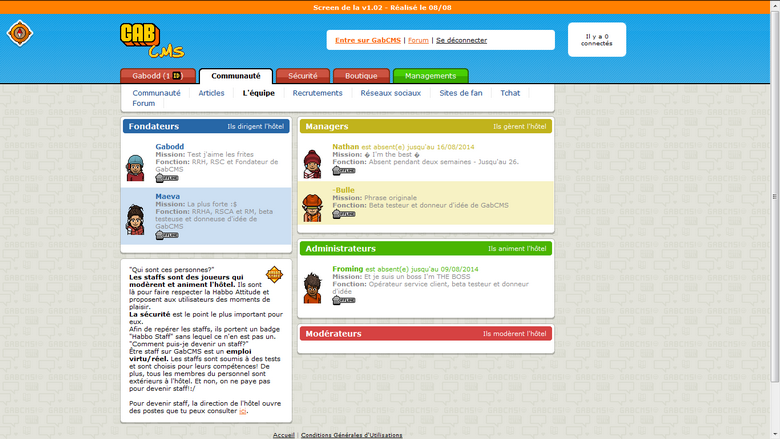 Screen de la v1.02 - Réalisé le 08/08
GAB
CMS
Entre sur GabCMS | Forum | Se déconnecter
Il y a 0
connectés
Gabodd (1
Communauté
Sécurité
Boutique
Managements
Communauté
Articles
L'équipe
Recrutements
Réseaux sociaux
Sites de fan
Tchat
Forum
Fondateurs
Ils dirigent l'hôtel
Gabodd
Mission: Test j'aime les frites
Fonction: RRH, RSC et Fondateur de
GabCMS
OFFLINE
Maeva
Mission: La plus forte :$
Fonction: RRHA, RSCA et RM, beta
testeuse et donneuse d'idée de
GabCMS
OFFLINE
"Qui sont ces personnes?"
Les staffs sont des joueurs qui
modèrent et animent l'hôtel. Ils sont
là pour faire respecter la Habbo Attitude et
proposent aux utilisateurs des moments de
plaisir.
La sécurité est le point le plus important pour
eux.
Afin de repérer les staffs, ils portent un badge
"Habbo Staff" sans lequel ce n'en est pas un.
"Comment puis-je devenir un staff?"
Être staff sur GabCMS est un emploi
virtu/réel. Les staffs sont soumis à des tests
et sont choisis pour leurs compétences! De
plus, tous les membres du personnel sont
extérieurs à l'hôtel. Et non, on ne paye pas
pour devenir staff!:/
Pour devenir staff, la direction de l'hôtel ouvre
des postes que tu peux consulter ici.
Managers
Ils gèrent l'hôtel
Nathan est absent(e) jusqu'au 16/08/2014
Mission: � I'm the best �
Fonction: Absent pendant deux semaines - Jusqu'au 26.
OFFLINE
-Bulle
Mission: Phrase originale
Fonction: Beta testeur et donneur d'idée de GabCMS
OFFLINE
Administrateurs
Ils animent l'hôtel
Froming est absent(e) jusqu'au 09/08/2014
Mission: Et je suis un boss I'm THE BOSS
Fonction: Opérateur service client, beta testeur et donneur
d'idée
OFFLINE
Modérateurs
Ils modèrent l'hôtel
Accueil | Conditions Générales d'Utilisations